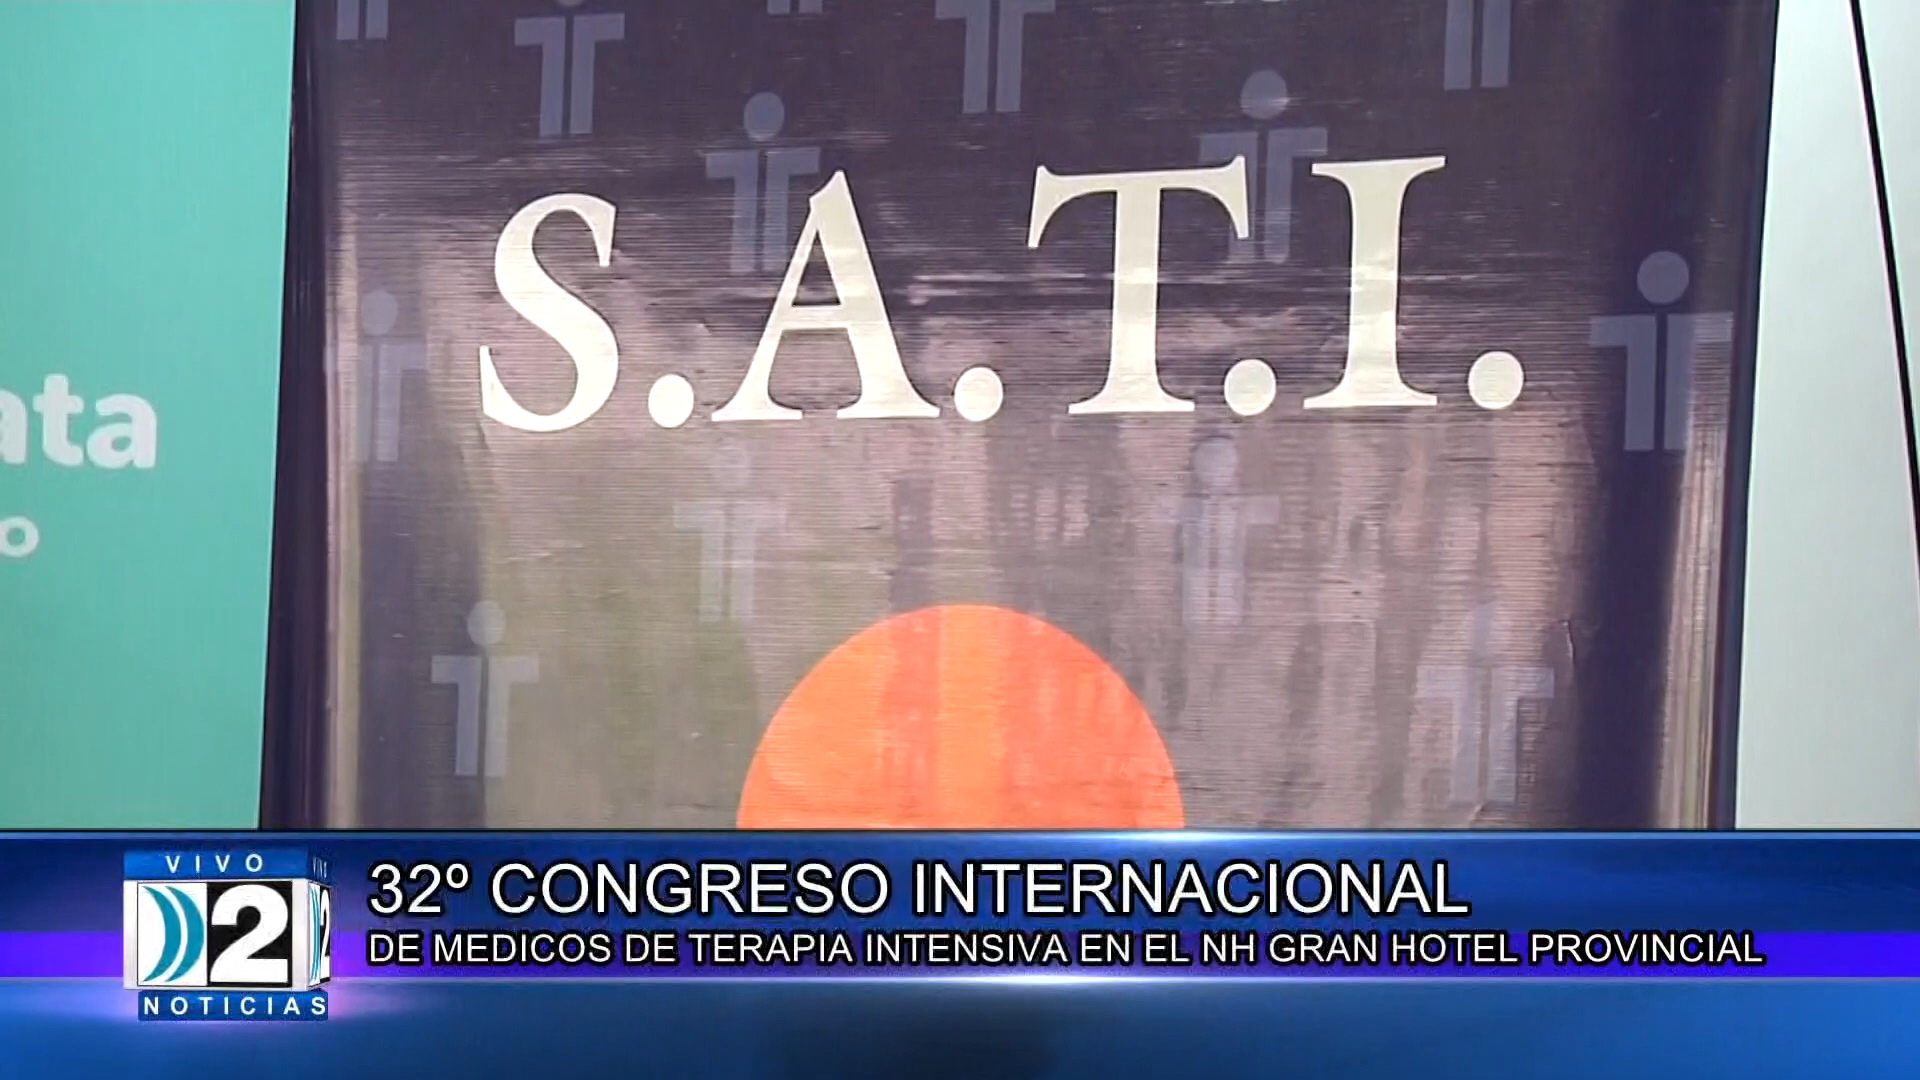 S.A.T.I.
ata
o
VIVO
2
NOTICIAS
32º CONGRESO INTERNACIONAL
DE MEDICOS DE TERAPIA INTENSIVA EN EL NH GRAN HOTEL PROVINCIAL